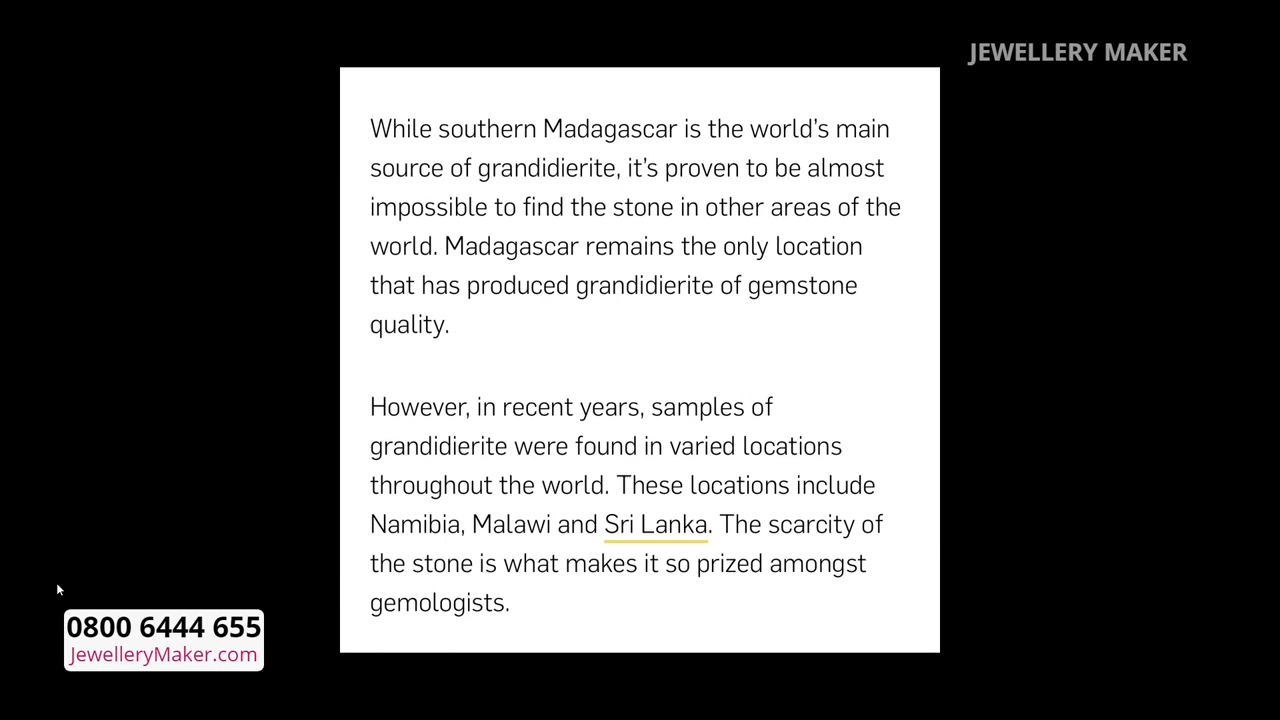 JEWELLERY MAKER
While southern Madagascar is the world’s main
source of grandidierite, it’s proven to be almost
impossible to find the stone in other areas of the
world. Madagascar remains the only location
that has produced grandidierite of gemstone
quality.
However, in recent years, samples of
grandidierite were found in varied locations
throughout the world. These locations include
Namibia, Malawi and Sri Lanka. The scarcity of
the stone is what makes it so prized amongst
gemologists.
0800 6444 655
JewelleryMaker.com